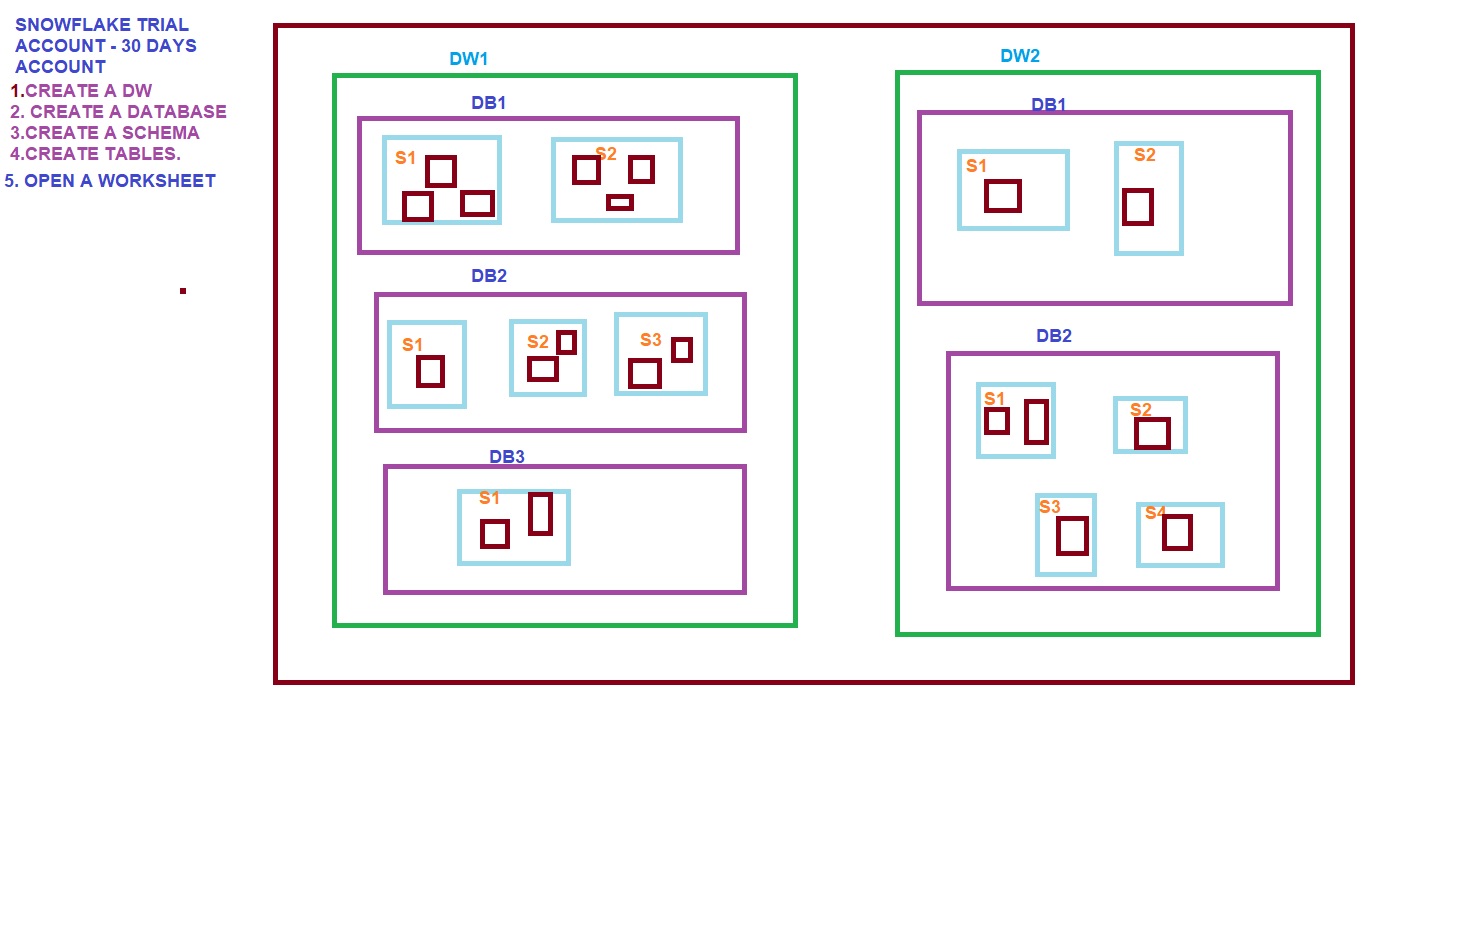 SNOWFLAKE TRIAL
ACCOUNT - 30 DAYS
ACCOUNT
1.CREATE A DW
2. CREATE A DATABASE
3.CREATE A SCHEMA
4.CREATE TABLES.
5. OPEN A WORKSHEET
DW1
DB1
S1
S2
DB2
S1
S2
S3
DB3
S1
DW2
DB1
S1
S2
DB2
S1
S2
S3
S4